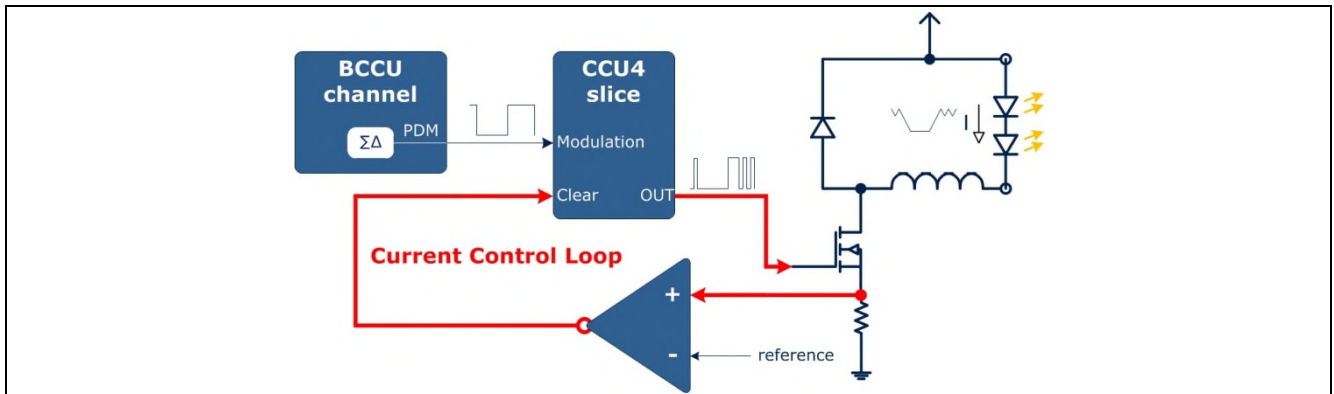 BCCU
channel
ΣΔ
PDM
CCU4
slice
Modulation
Clear
OUT
I
Current Control Loop
+
-
reference